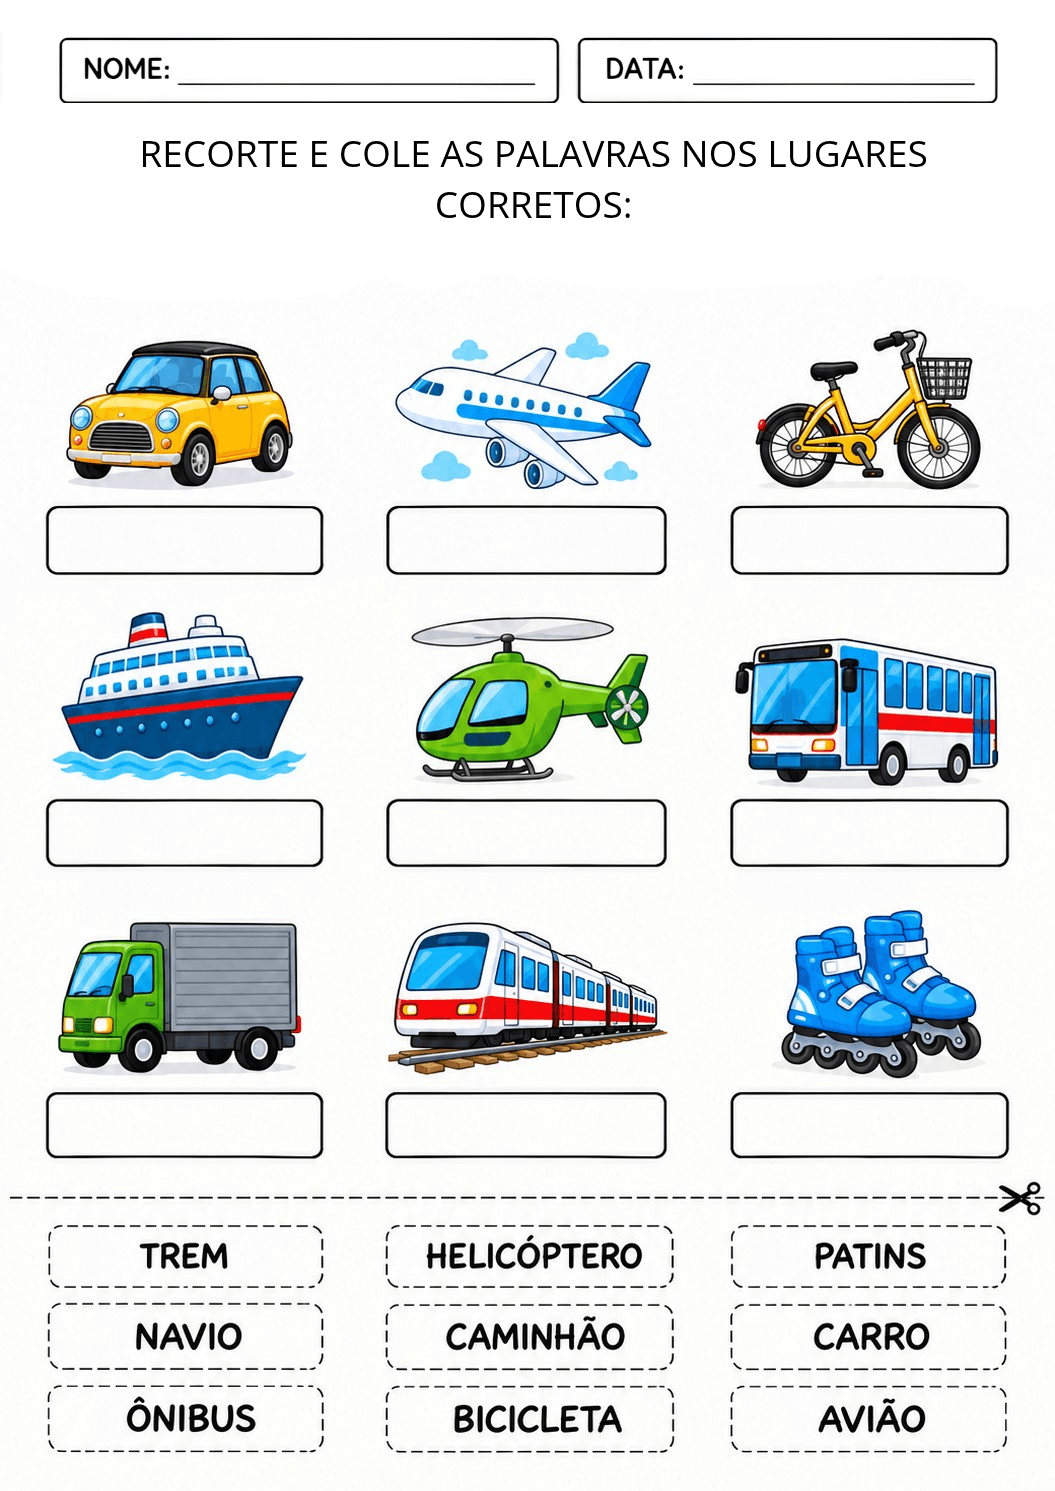 NOME:
DATA:
RECORTE E COLE AS PALAVRAS NOS LUGARES
CORRETOS:
TREM
HELICÓPTERO
PATINS
NAVIO
CAMINHÃO
CARRO
ÔNIBUS
BICICLETA
AVIÃO